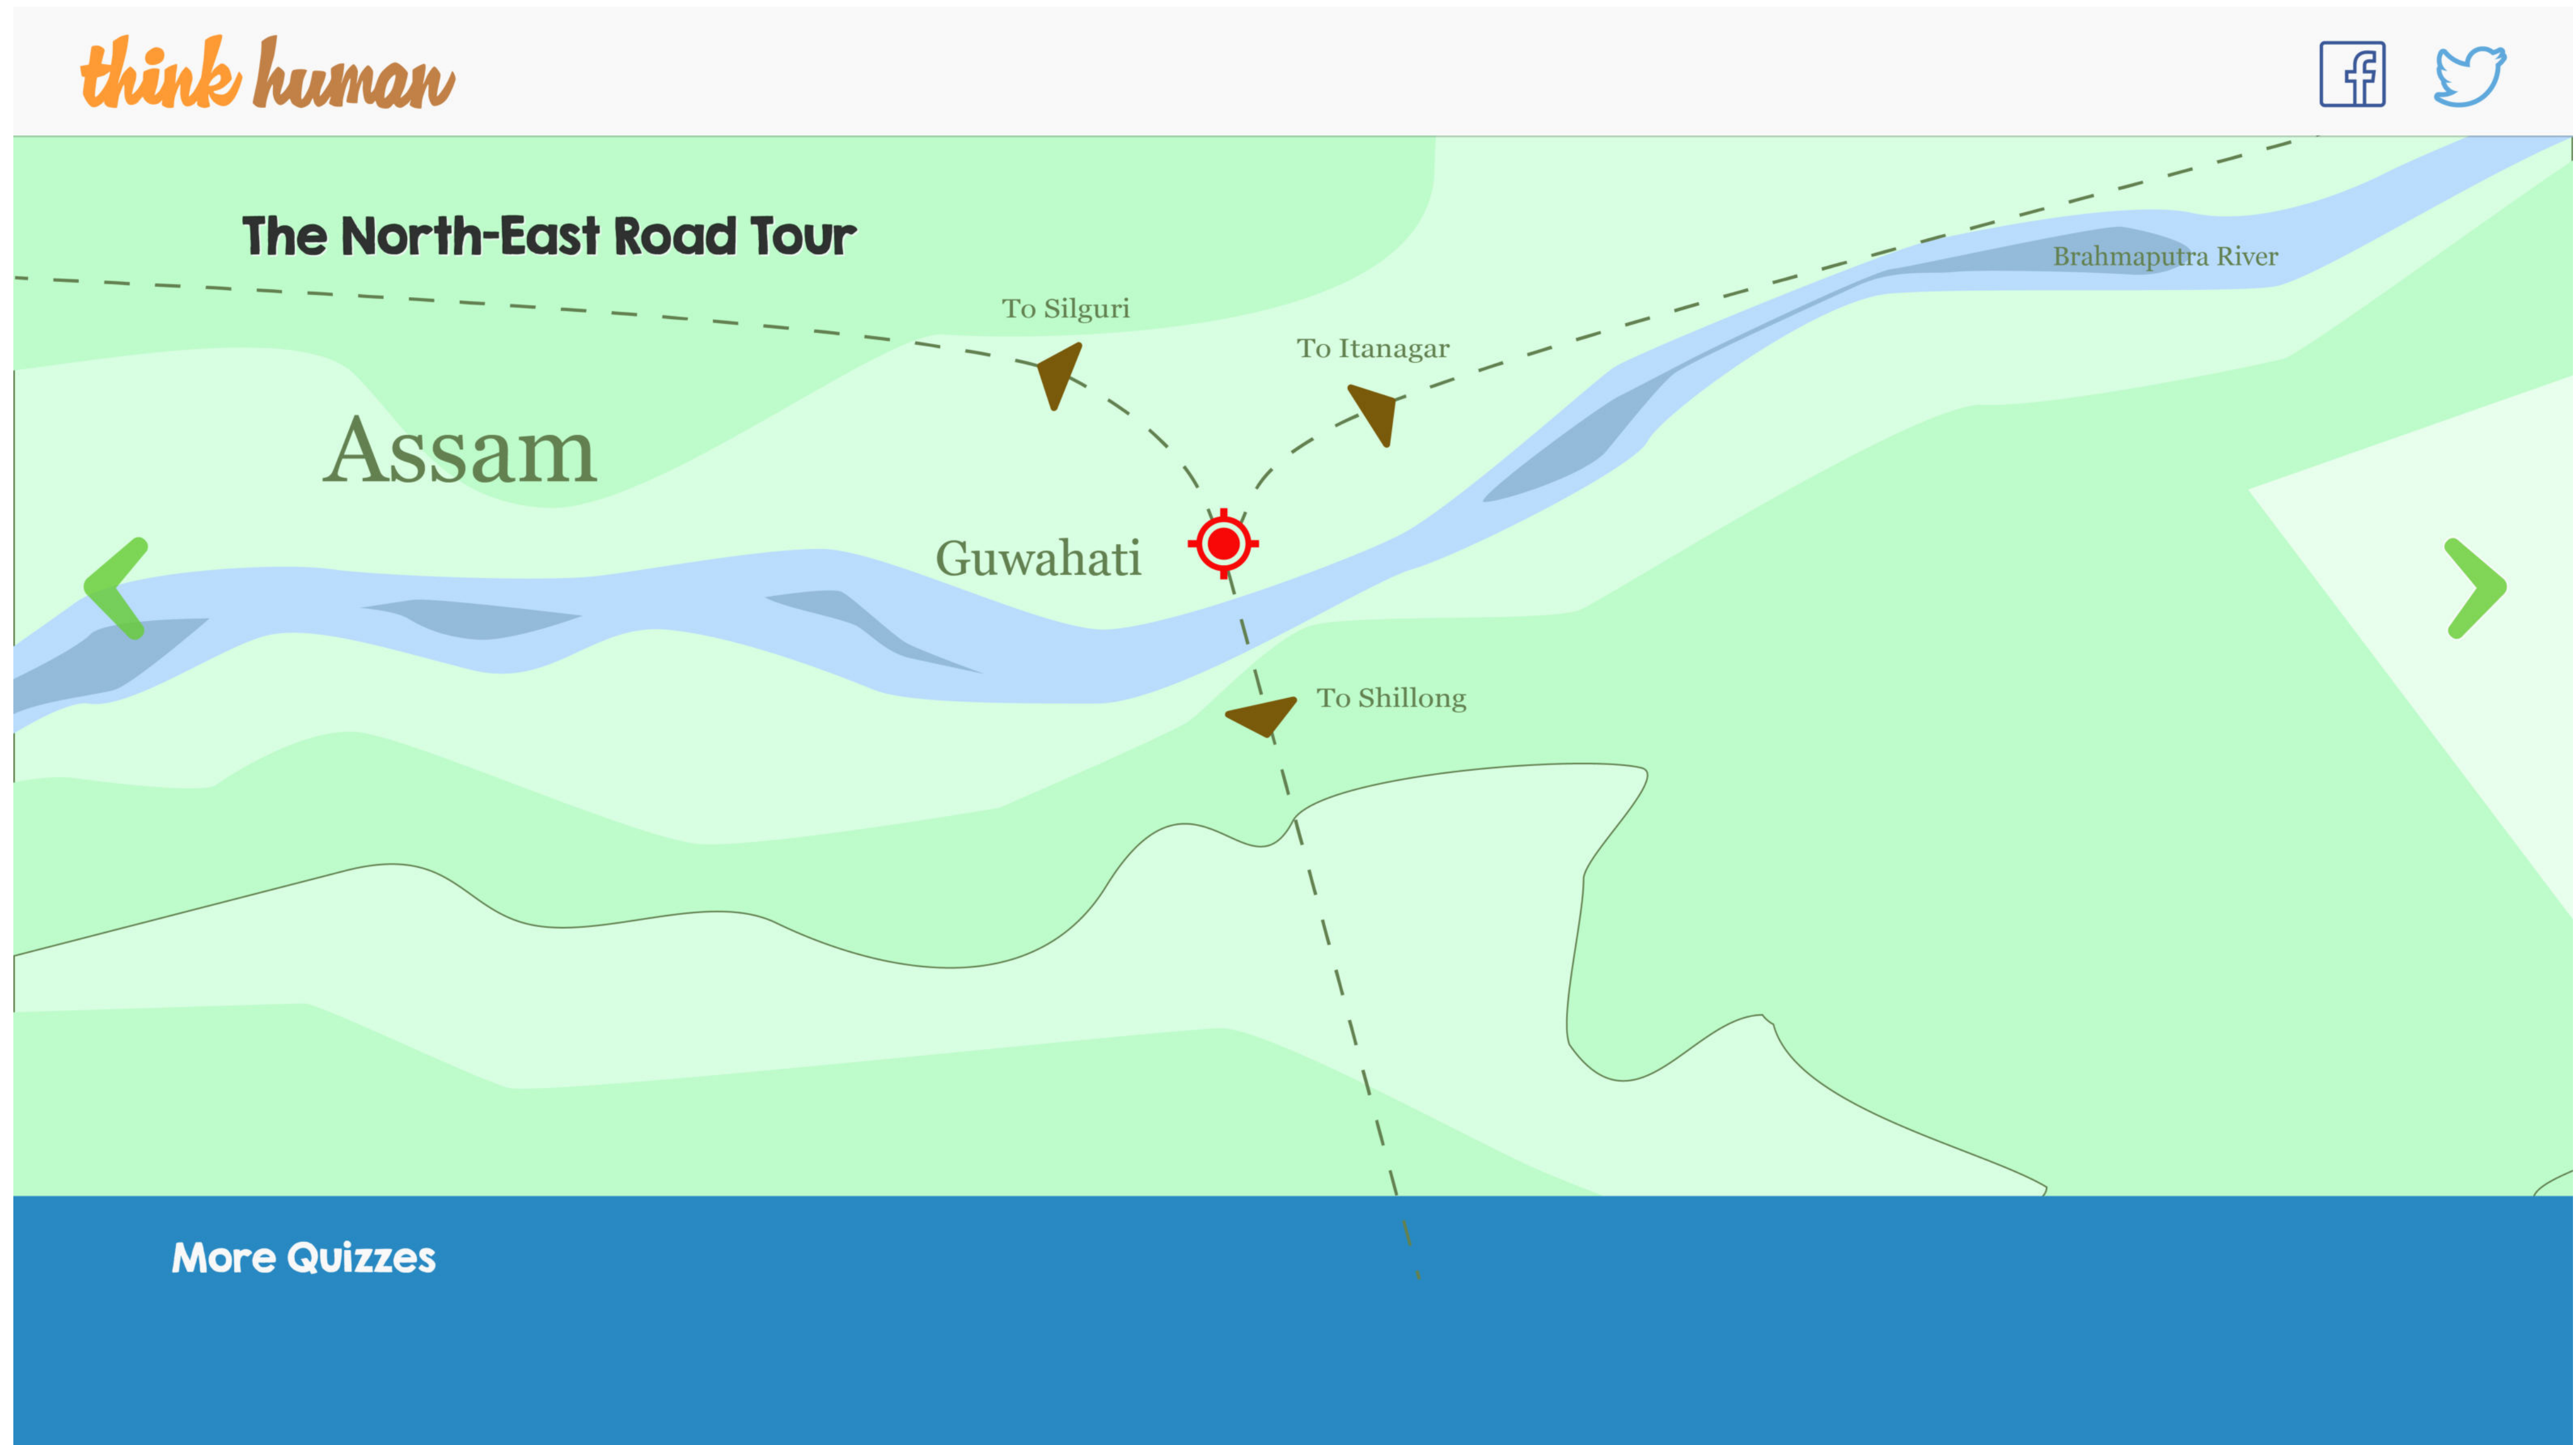 think human
The North-East Road Tour
Brahmaputra River
To Silguri
To Itanagar
Assam
Guwahati
To Shillong
More Quizzes